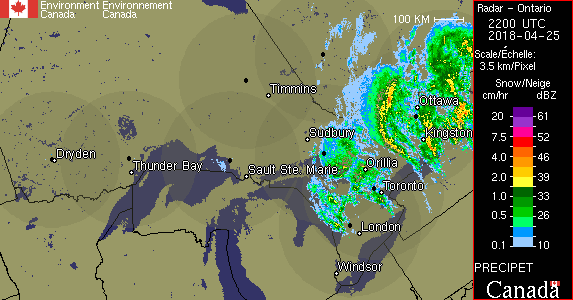 Environment Environnement
Canada Canada
100 KM
Timmins
Ottawa
Sudbury
Kingston
Dryden
Thunder Bay
Sault Ste. Marie
Orillia
Toronto
London
Windsor
Radar – Ontario
2200 UTC
2018-04-25
Scale/Échelle:
3.5 km/Pixel
Snow/Neige
cm/hr dBZ
20 61
7.5 57
5.5 52
4.0 46
2.0 39
1.0 33
0.5 26
0.1 10
PRECIPET
Canada